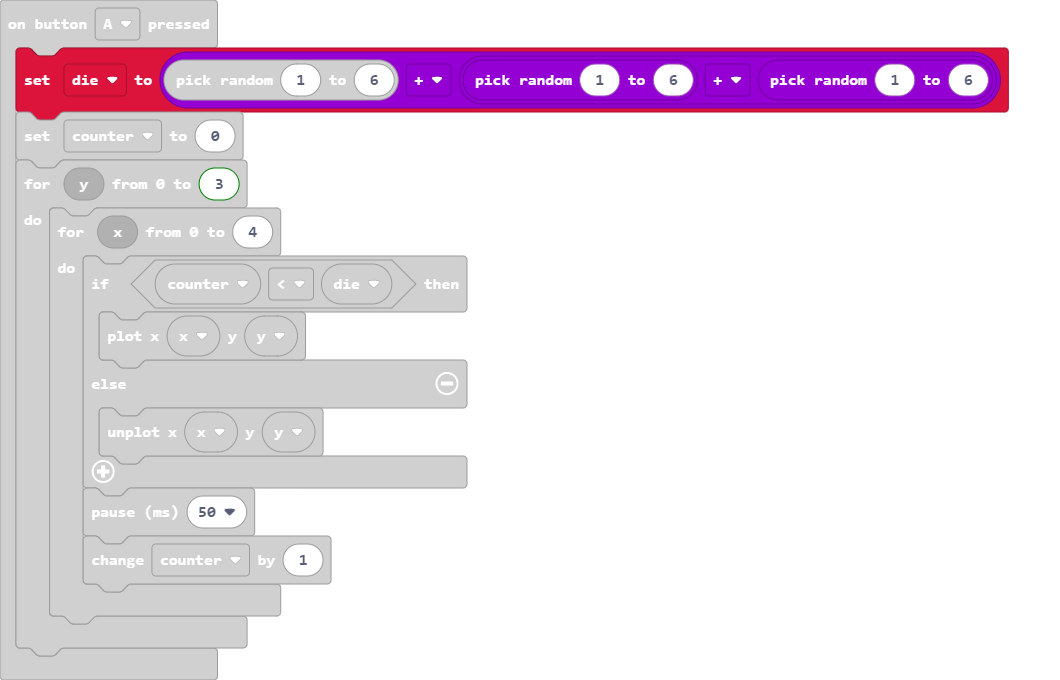 on button A pressed
set die to pick random 1 to 6 + pick random 1 to 6 + pick random 1 to 6
set counter to 0
for y from 0 to 3
do
for x from 0 to 4
do
if counter < die then
plot x x y y
else
unplot x x y y
pause (ms) 50
change counter by 1